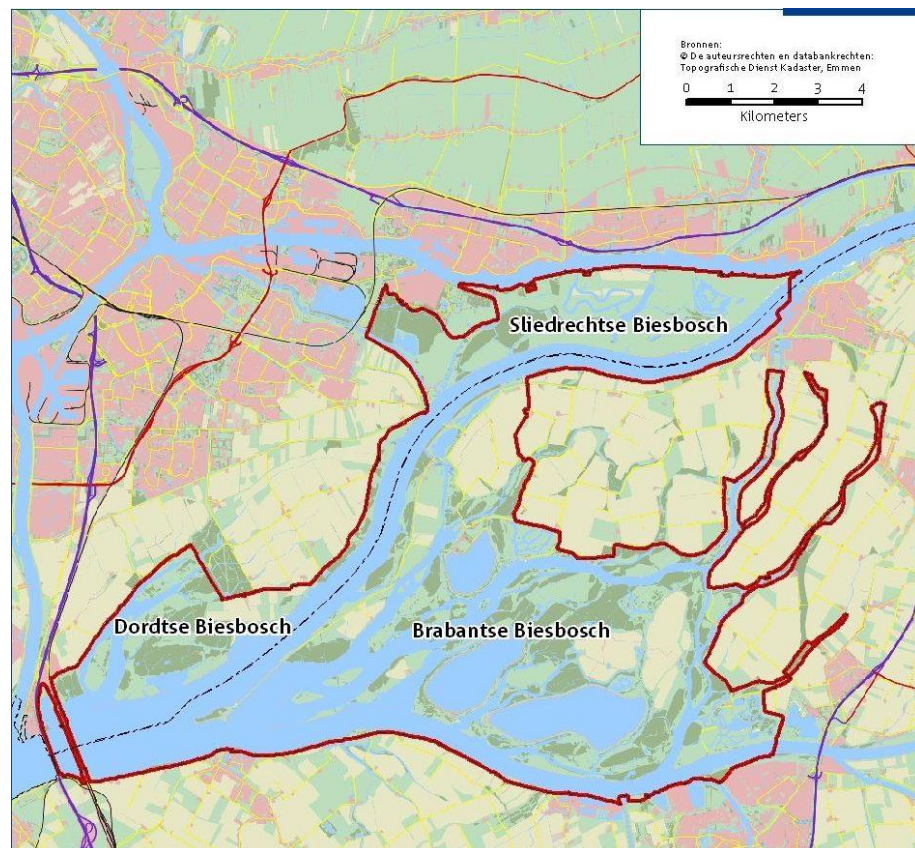 Bronnen:
© De auteursrechten en databankrechten:
Topografische Dienst Kadaster, Emmen
0 1 2 3 4
Kilometers
Sliedrechtse Biesbosch
Dordtse Biesbosch
Brabantse Biesbosch